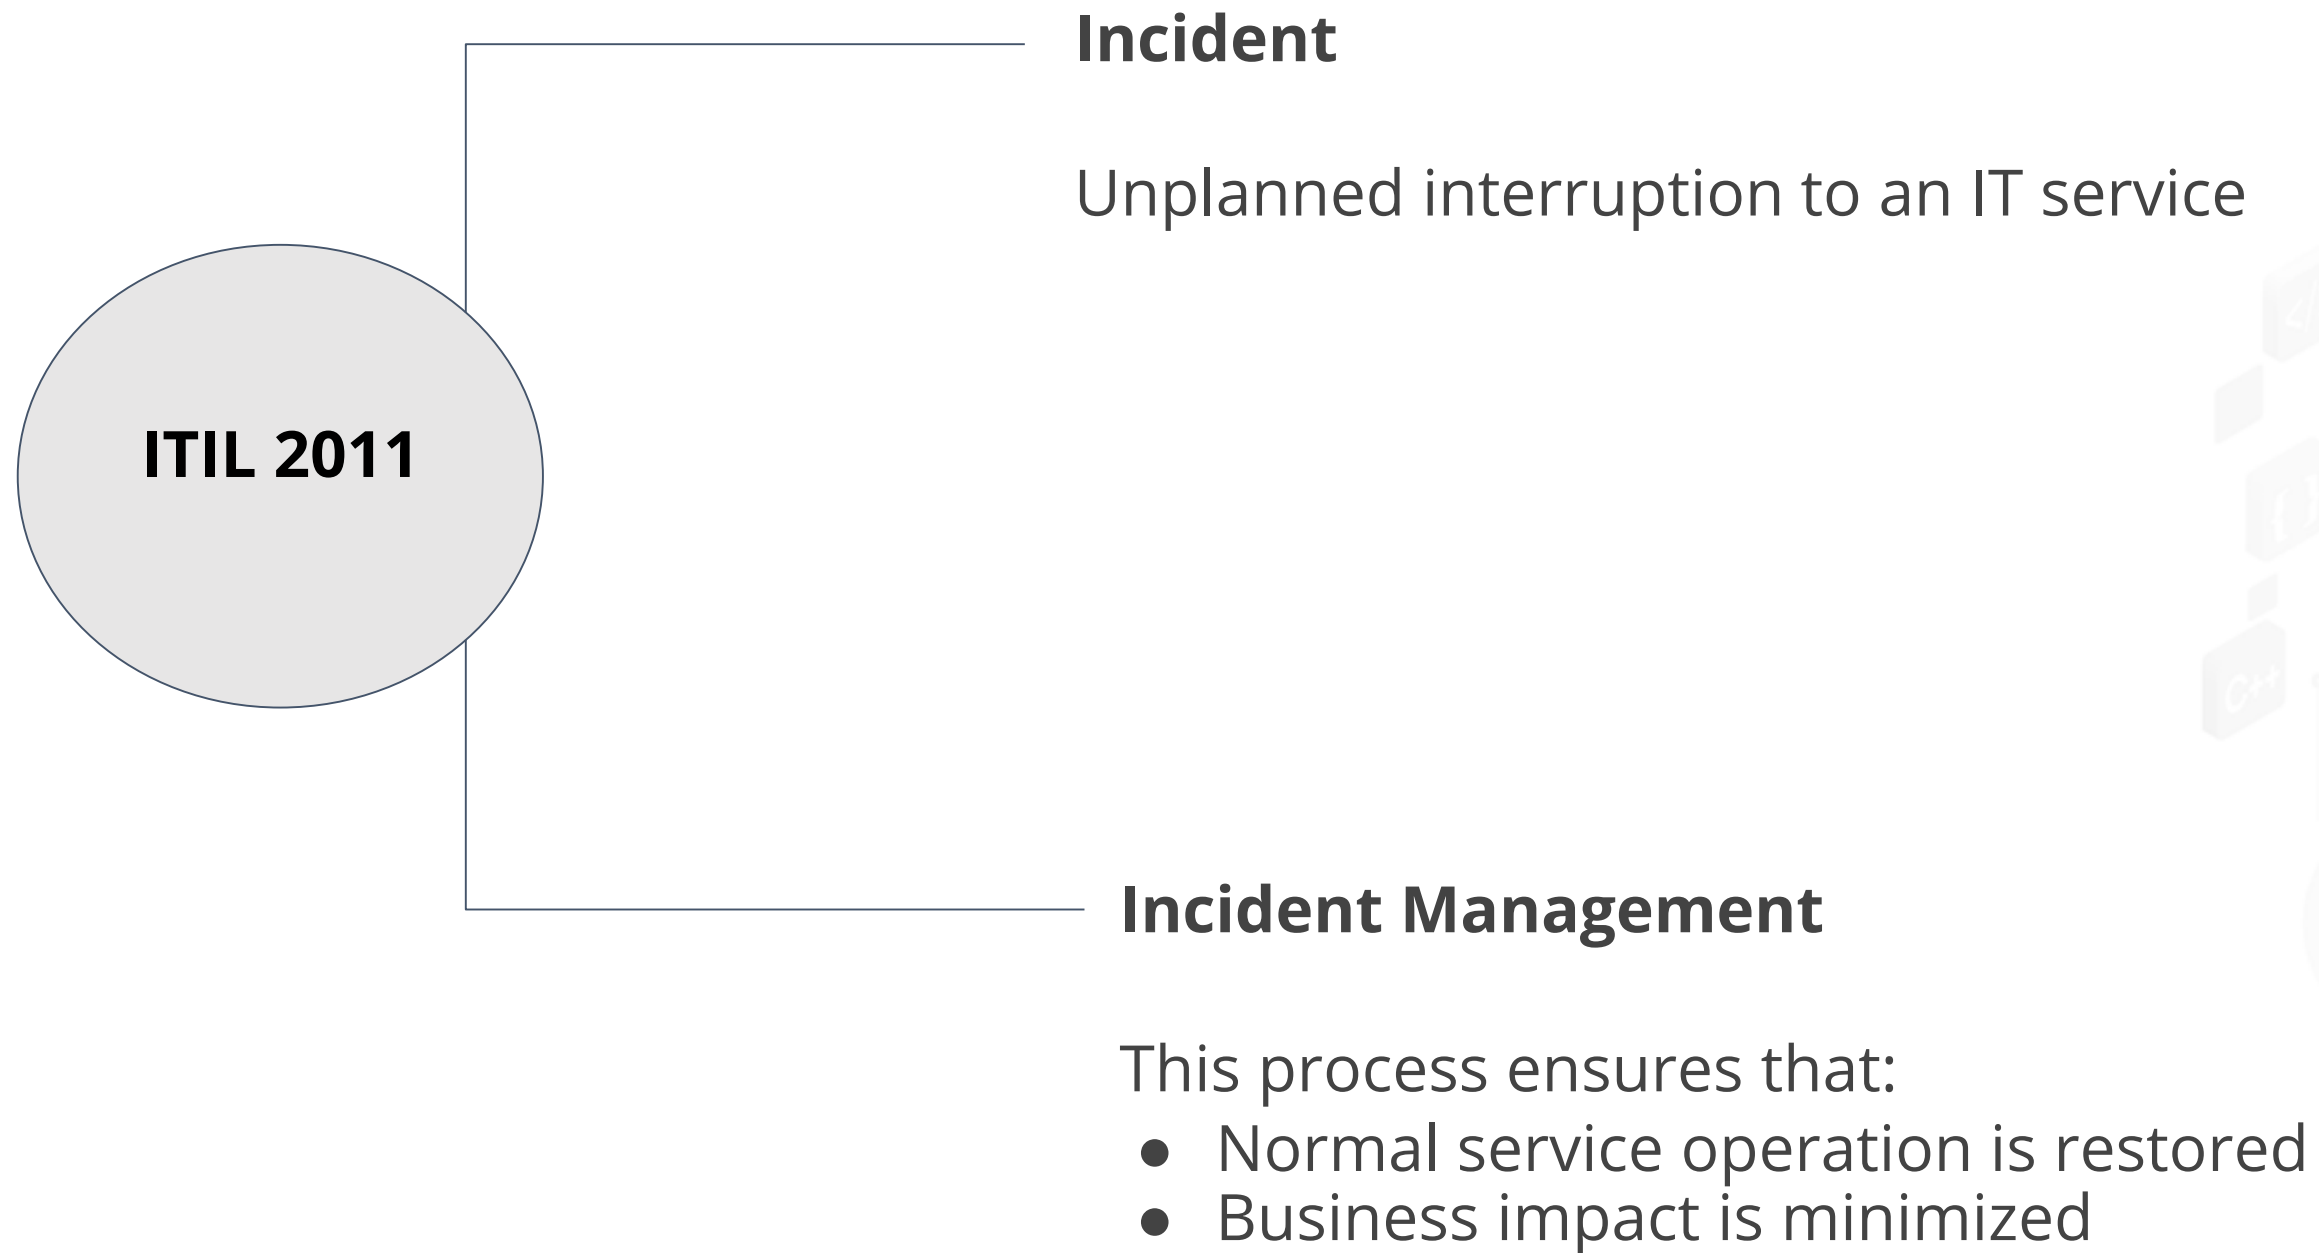 Incident
Unplanned interruption to an IT service
ITIL 2011
C++
Incident Management
This process ensures that:
● Normal service operation is restored
● Business impact is minimized